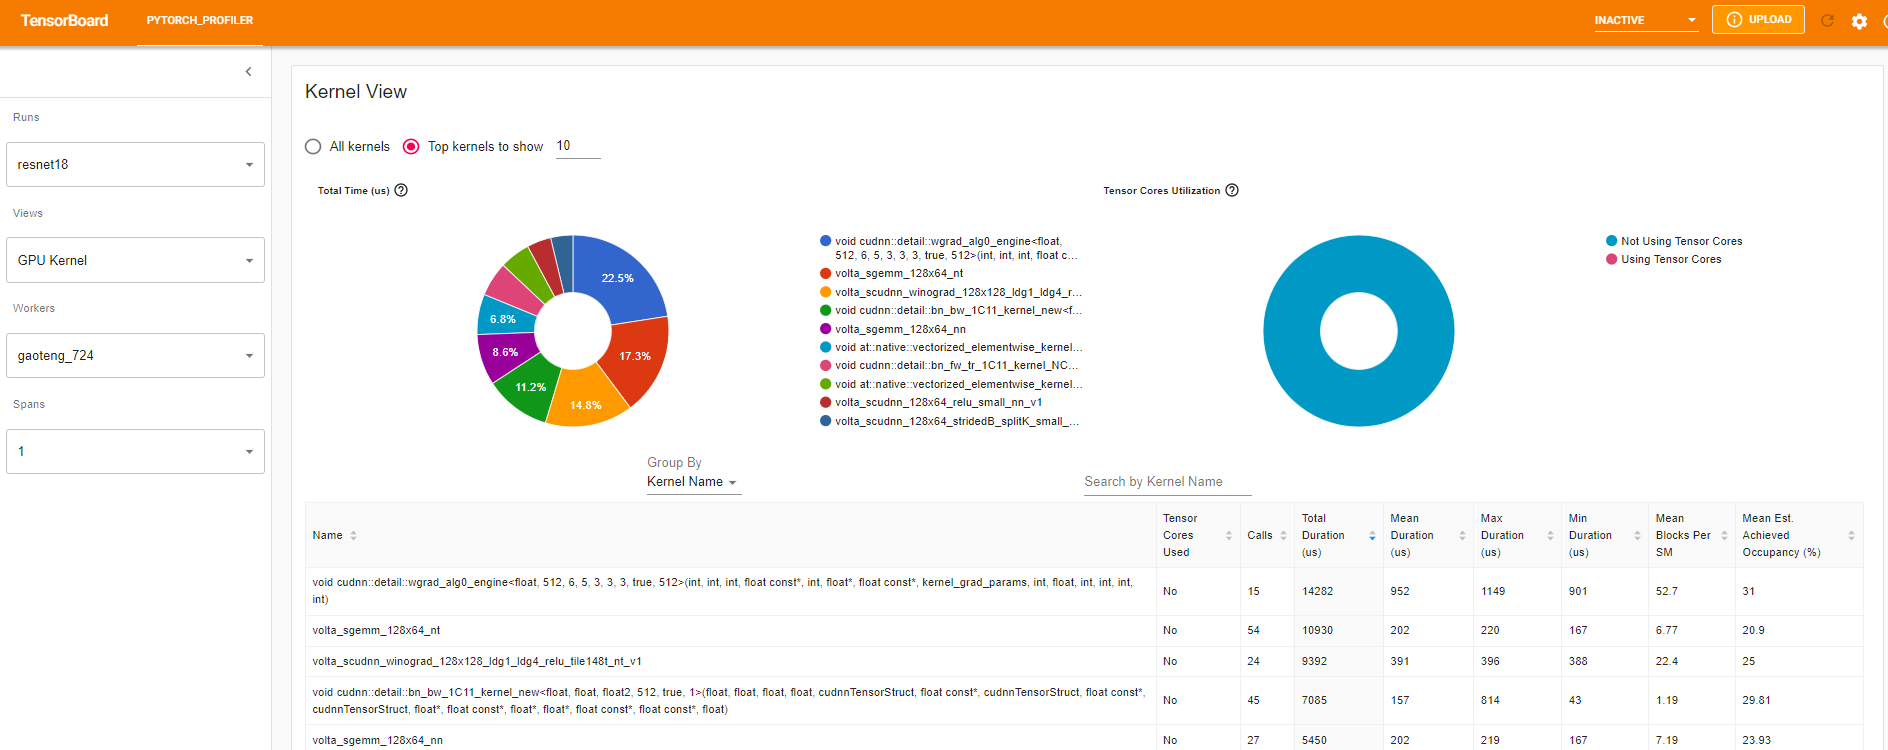 TensorBoard
PYTORCH_PROFILER
INACTIVE
UPLOAD
Runs
resnet18
Views
GPU Kernel
Workers
gaoteng_724
Spans
1
Kernel View
All kernels
Top kernels to show
10
Total Time (us)
22.5%
17.3%
14.8%
11.2%
8.6%
6.8%
void cudnn::detail::wgrad_alg0_engine<float,
512, 6, 5, 3, 3, 3, true, 512>(int, int, int, float c...
volta_sgemm_128x64_nt
volta_scudnn_winograd_128x128_ldg1_ldg4_r...
void cudnn::detail::bn_bw_1C11_kernel_new<f...
volta_sgemm_128x64_nn
void at::native::vectorized_elementwise_kernel...
void cudnn::detail::bn_fw_tr_1C11_kernel_NC...
void at::native::vectorized_elementwise_kernel...
volta_scudnn_128x64_relu_small_nn_v1
volta_scudnn_128x64_stridedB_splitK_small_...
Tensor Cores Utilization
Not Using Tensor Cores
Using Tensor Cores
Group By
Kernel Name
Search by Kernel Name
Name
Tensor
Cores
Used
Calls
Total
Duration
(us)
Mean
Duration
(us)
Max
Duration
(us)
Min
Duration
(us)
Mean
Blocks Per
SM
Mean Est.
Achieved
Occupancy (%)
void cudnn::detail::wgrad_alg0_engine<float, 512, 6, 5, 3, 3, 3, true, 512>(int, int, int, float const*, int, float*, float const*, kernel_grad_params, int, float, int, int, int,
int)
No 15 14282 952 1149 901 52.7 31
volta_sgemm_128x64_nt No 54 10930 202 220 167 6.77 20.9
volta_scudnn_winograd_128x128_ldg1_ldg4_relu_tile148t_nt_v1 No 24 9392 391 396 388 22.4 25
void cudnn::detail::bn_bw_1C11_kernel_new<float, float, float2, 512, true, 1>(float, float, float, float, cudnnTensorStruct, float const*, cudnnTensorStruct, float const*,
cudnnTensorStruct, float*, float const*, float*, float*, float const*, float const*, float)
No 45 7085 157 814 43 1.19 29.81
volta_sgemm_128x64_nn No 27 5450 202 219 167 7.19 23.93